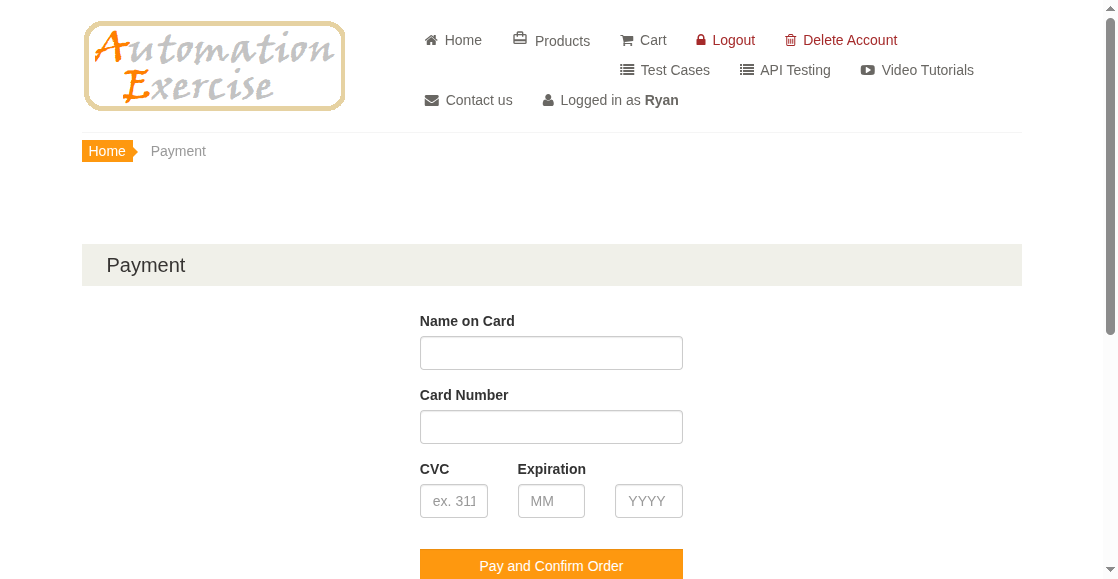 Automation
Exercise
Home Products Cart Logout Delete Account
Test Cases API Testing Video Tutorials
Contact us Logged in as Ryan
Home Payment
Payment
Name on Card
Card Number
CVC Expiration
ex. 311 MM YYYY
Pay and Confirm Order